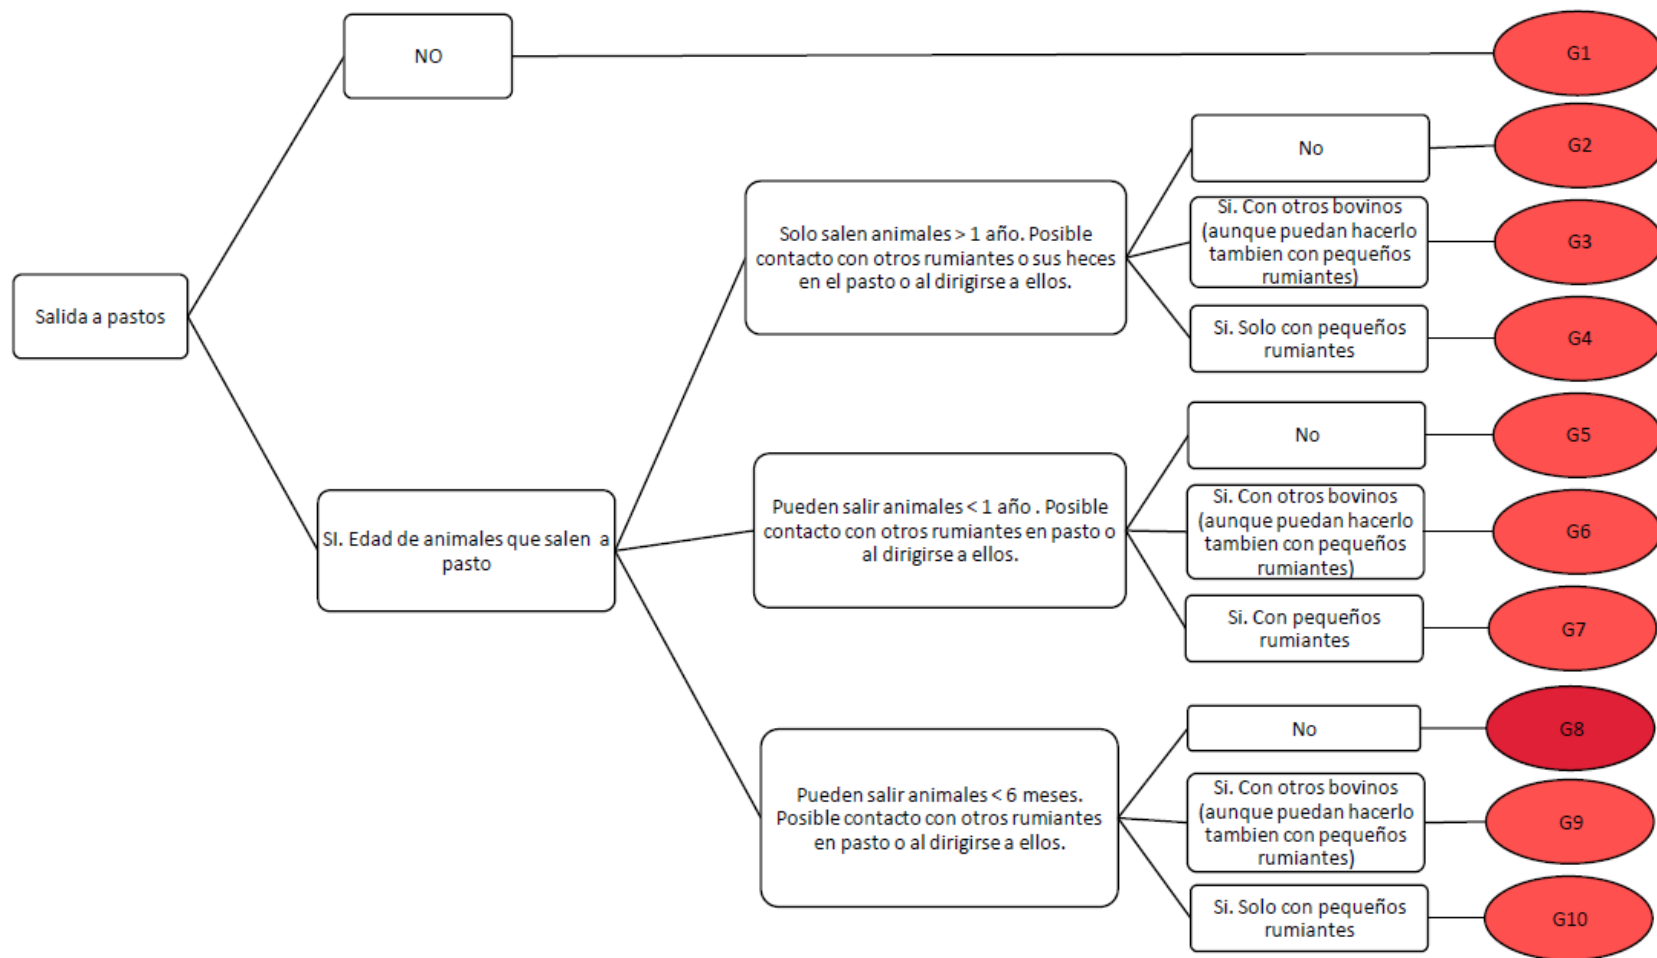 NO
G1
No
G2
Solo salen animales > 1 año. Posible
contacto con otros rumiantes o sus heces
en el pasto o al dirigirse a ellos.
Si. Con otros bovinos
(aunque puedan hacerlo
tambien con pequeños
rumiantes)
G3
Salida a pastos
Si. Solo con pequeños
rumiantes
G4
No
G5
SI. Edad de animales que salen a
pasto
Pueden salir animales < 1 año . Posible
contacto con otros rumiantes en pasto o
al dirigirse a ellos.
Si. Con otros bovinos
(aunque puedan hacerlo
tambien con pequeños
rumiantes)
G6
Si. Con pequeños
rumiantes
G7
No
G8
Pueden salir animales < 6 meses.
Posible contacto con otros rumiantes
en pasto o al dirigirse a ellos.
Si. Con otros bovinos
(aunque puedan hacerlo
tambien con pequeños
rumiantes)
G9
Si. Solo con pequeños
rumiantes
G10